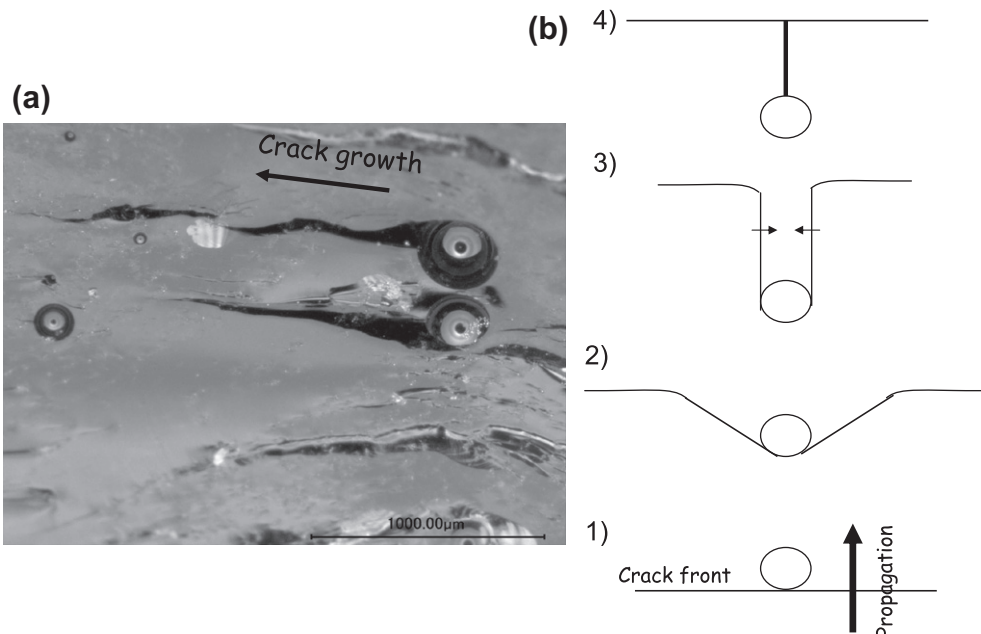 (a)
Crack growth
1000.00µm
(b)
4)
3)
2)
1)
Crack front
Propagation